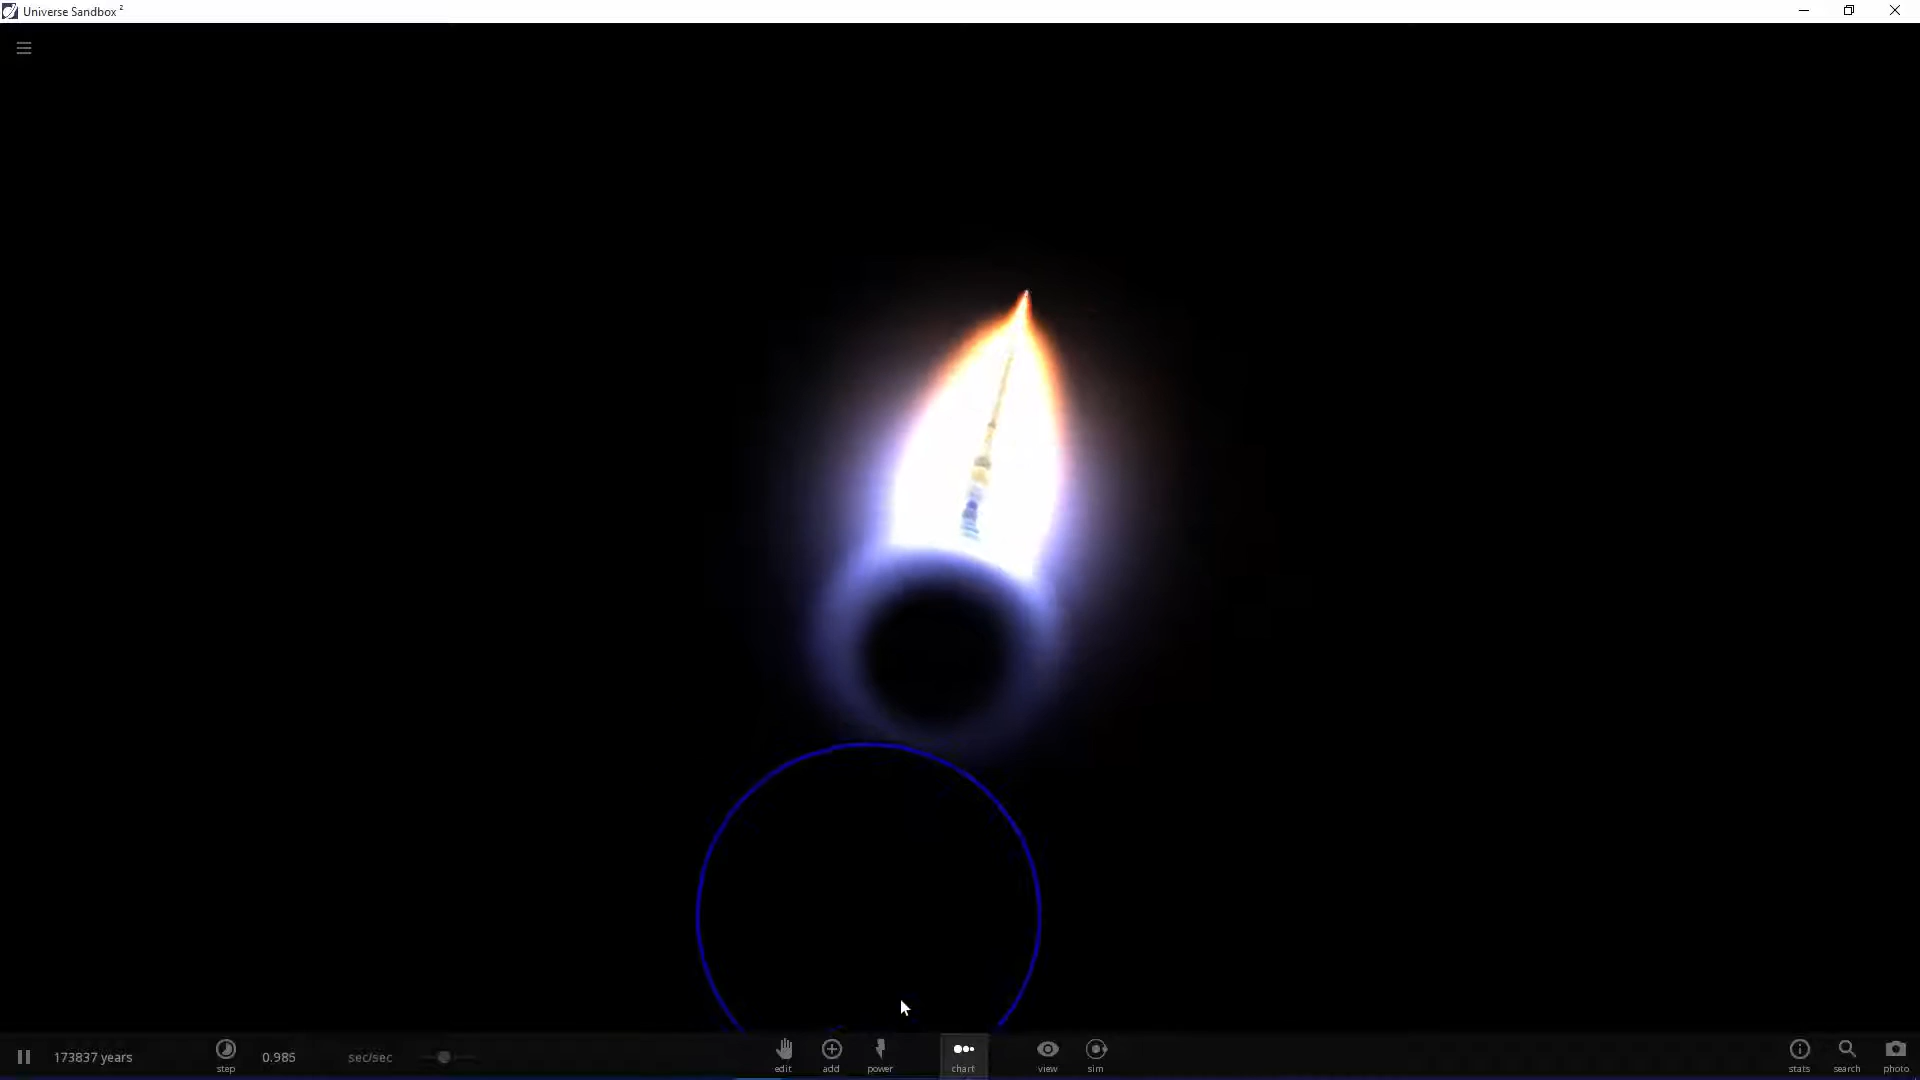 Universe Sandbox ²
173837 years
step
0.985
sec/sec
edit
add
power
chart
view
sim
stats
search
photo